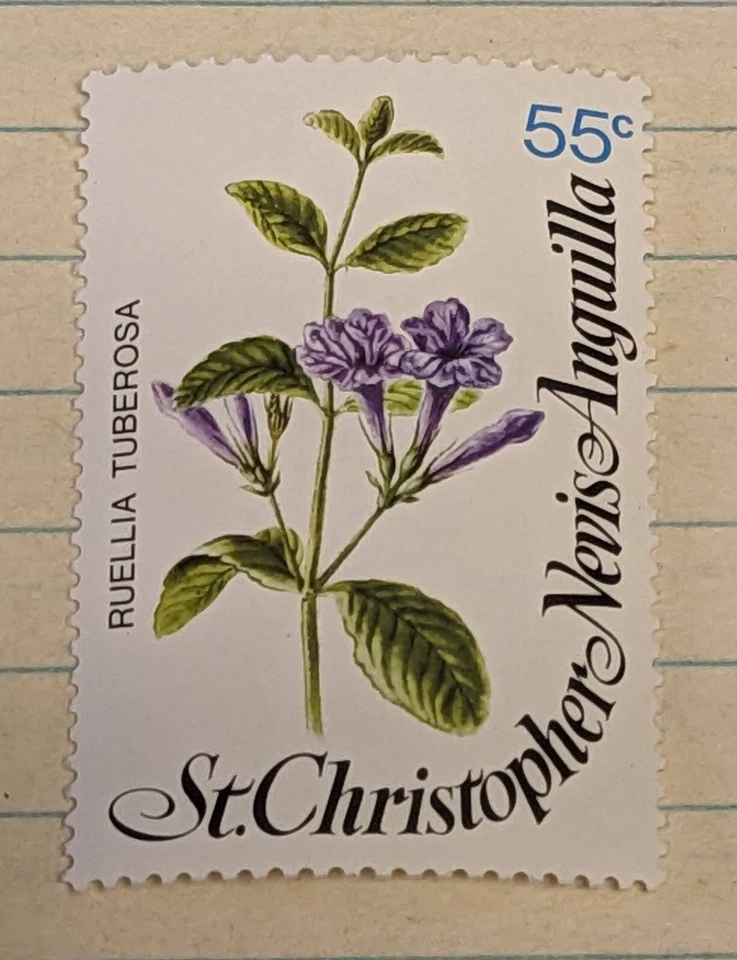 55c
RUELLIA TUBEROSA
St. Christopher Nevis Anguilla